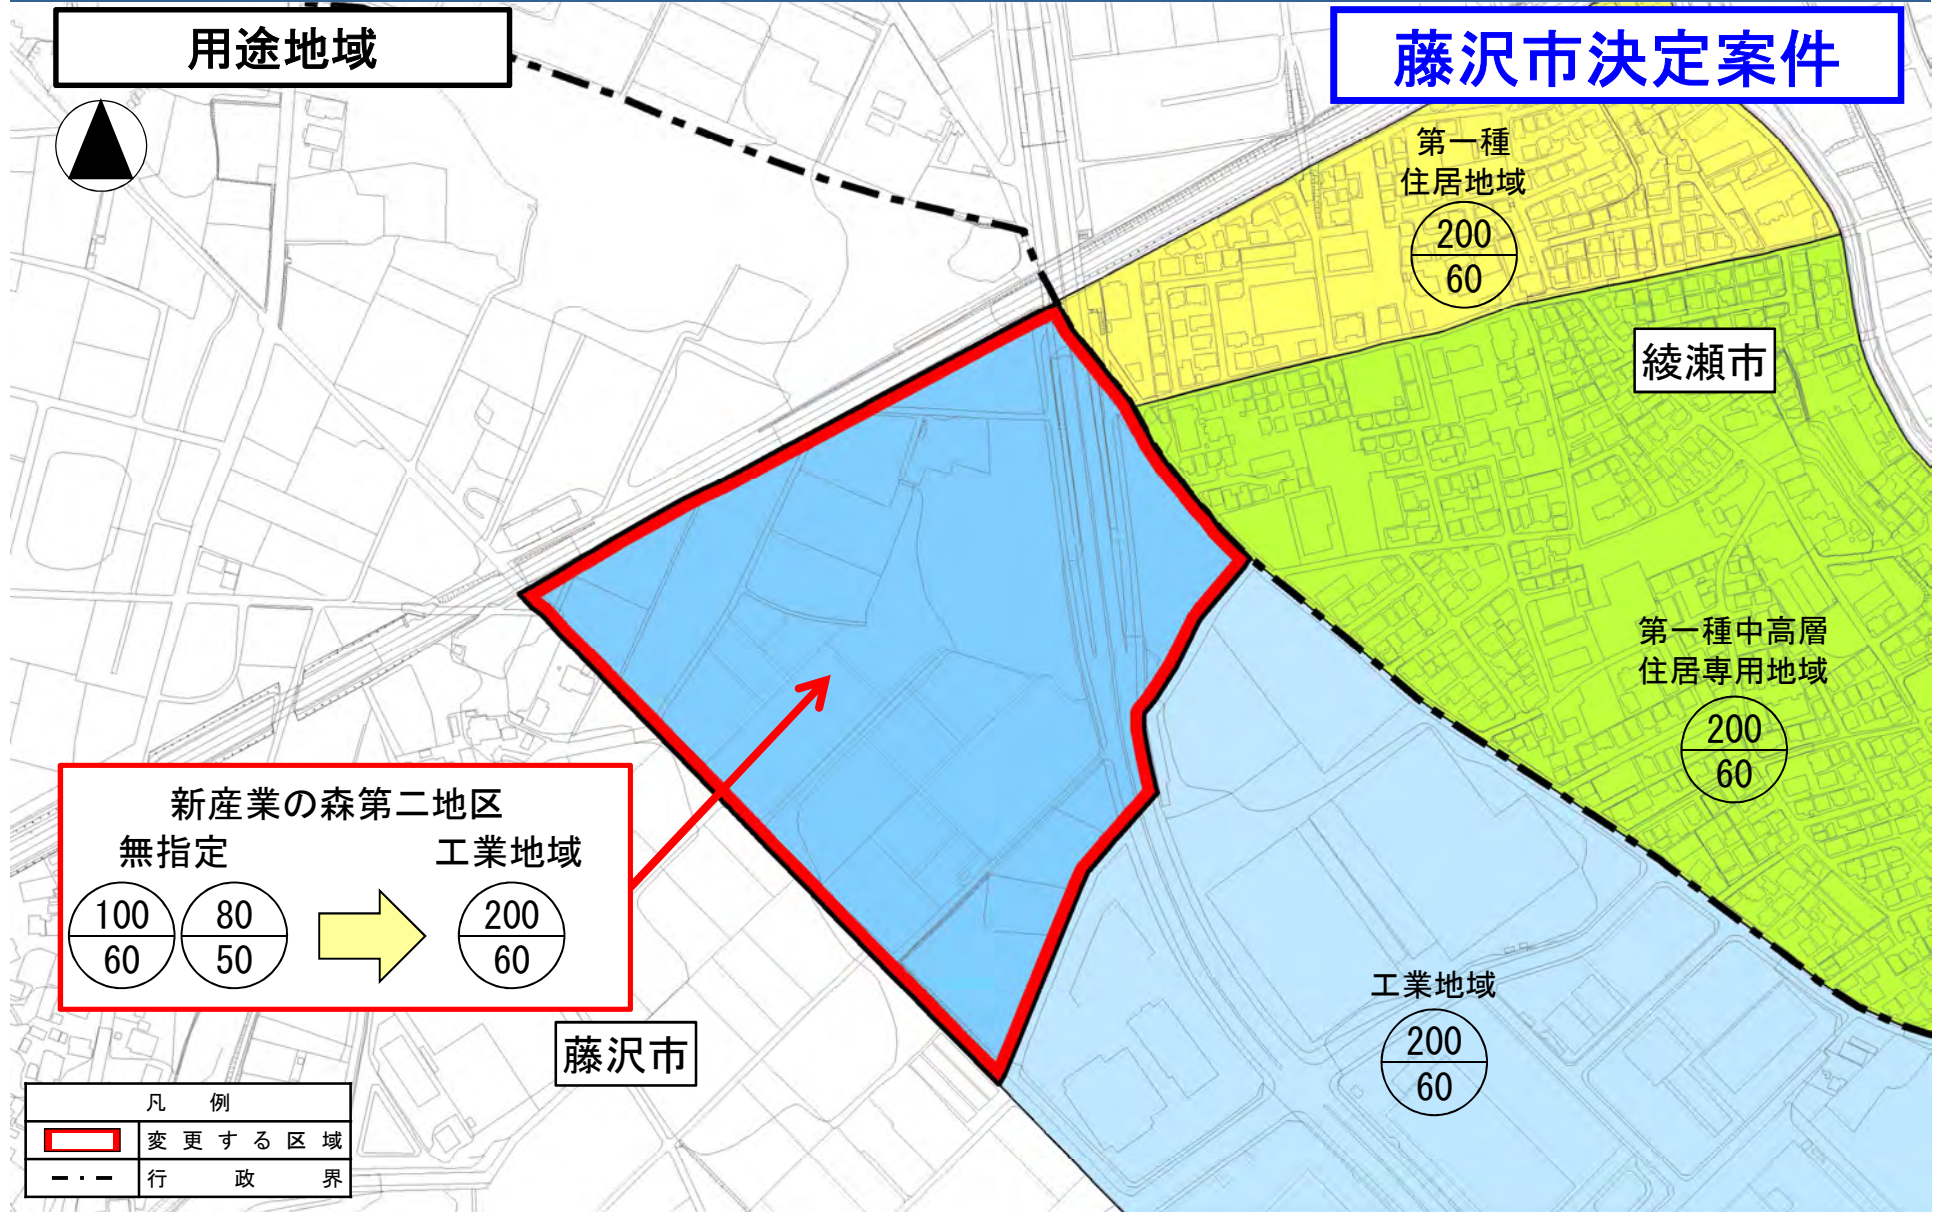 用途地域
藤沢市決定案件
第一種
住居地域
200
60
綾瀬市
第一種中高層
住居専用地域
200
60
新産業の森第二地区
無指定 工業地域
100 80 200
60 50 60
工業地域
200
60
藤沢市
凡例
変更する区域
行政界